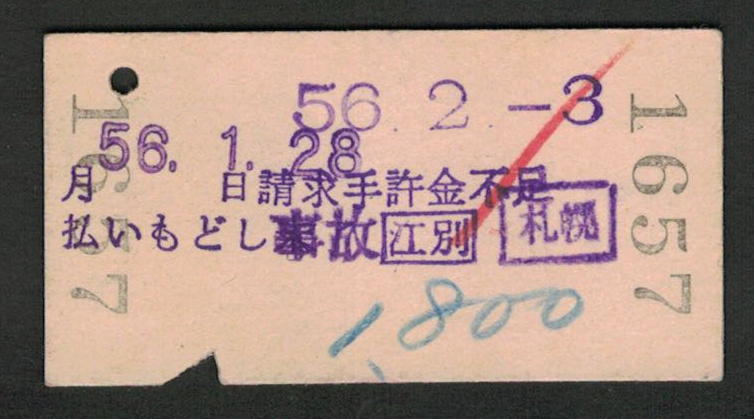 1657
56. 2 -3
56. 1. 28
月 日請求手許金不足
払いもどし事故 江別 札幌
1800
1657